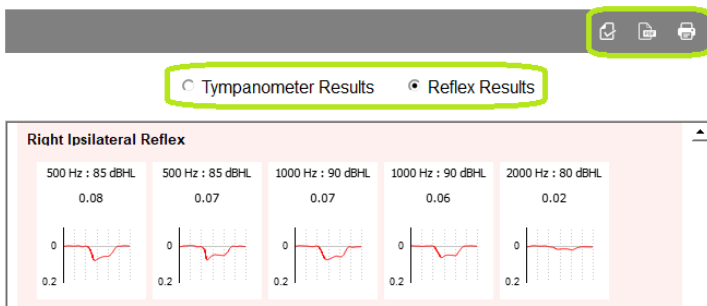 PDF
Tympanometer Results Reflex Results
Right Ipsilateral Reflex
500 Hz : 85 dBHL 500 Hz : 85 dBHL 1000 Hz : 90 dBHL 1000 Hz : 90 dBHL 2000 Hz : 80 dBHL
0.08 0.07 0.07 0.06 0.02
0 0 0 0 0
0.2 0.2 0.2 0.2 0.2